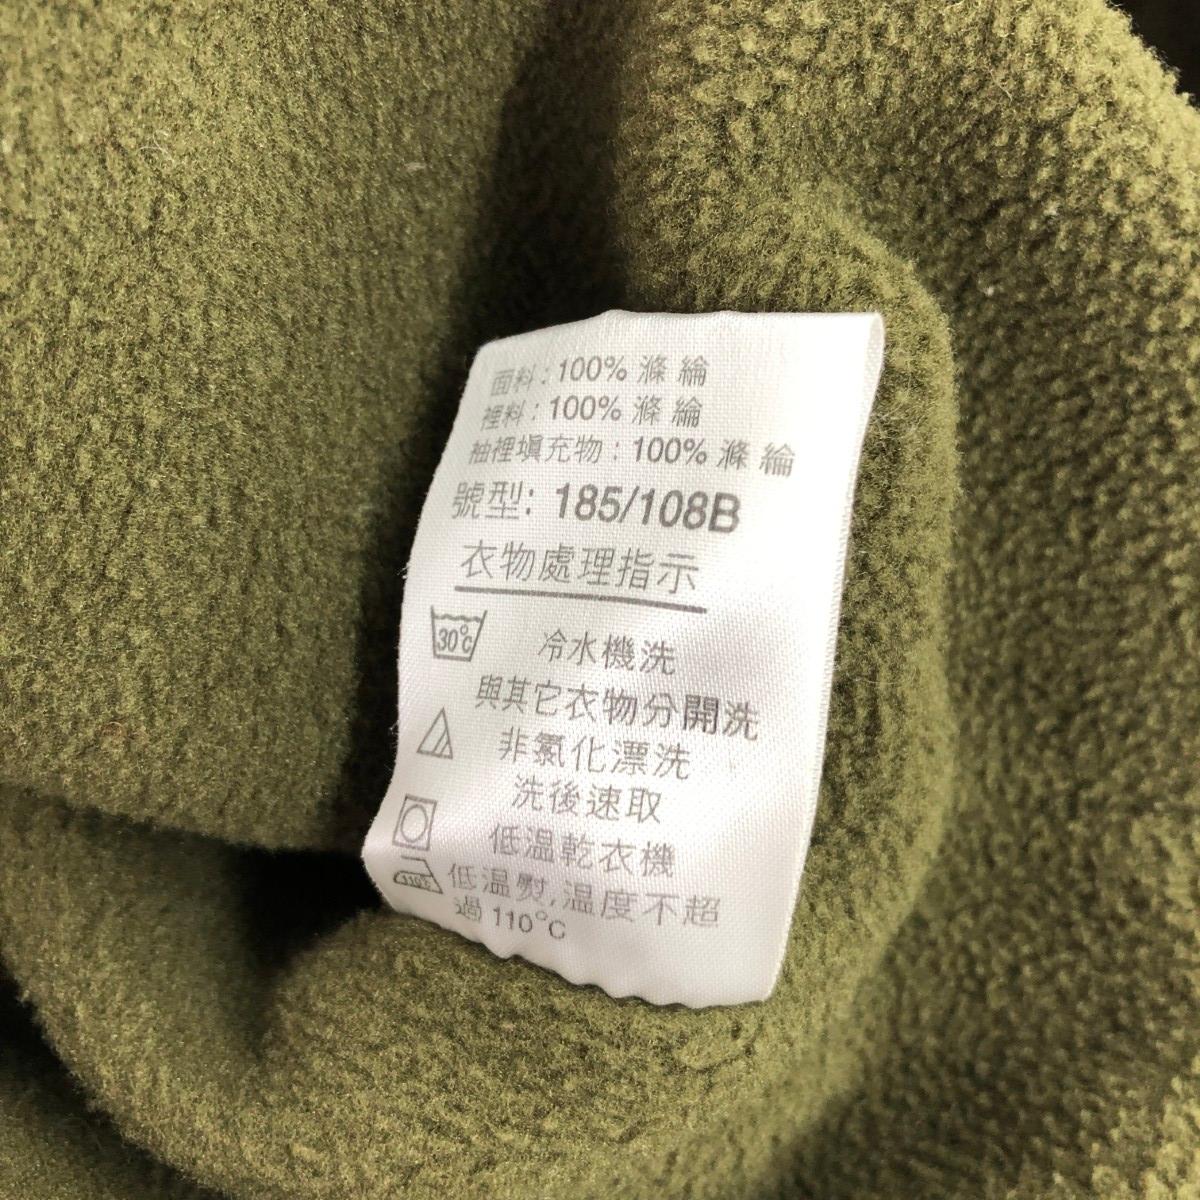 面料：100% 滌 綸
裡料：100% 滌 綸
袖裡填充物：100% 滌 綸
號型: 185/108B
衣物處理指示
30°c 冷水機洗
與其它衣物分開洗
非氯化漂洗
洗後速取
低溫乾衣機
110°c 低溫熨,溫度不超
過 110°C